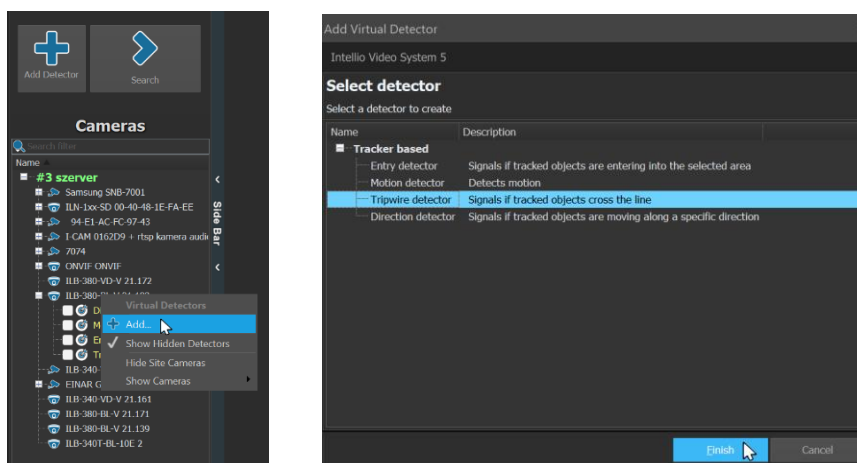 Add Detector
Search
Cameras
Search filter
Name
#3 szerver
Samsung SNB-7001
ILN-1xx-SD 00-40-48-1E-FA-EE
94-E1-AC-FC-97-43
I-CAM 0162D9 + rtsp kamera audi
7074
ONVIF ONVIF
ILB-380-VD-V 21.172
ILB-380-
Virtual Detectors
D
Add...
M
Show Hidden Detectors
E
Tr
Hide Site Cameras
ILB-340-
Show Cameras
EINAR G
ILB-340-VD-V 21.161
ILB-380-BL-V 21.171
ILB-380-BL-V 21.139
ILB-340T-BL-10E 2
Side Bar
Add Virtual Detector
Intellio Video System 5
Select detector
Select a detector to create
Name Description
Tracker based
Entry detector Signals if tracked objects are entering into the selected area
Motion detector Detects motion
Tripwire detector Signals if tracked objects cross the line
Direction detector Signals if tracked objects are moving along a specific direction
Finish Cancel